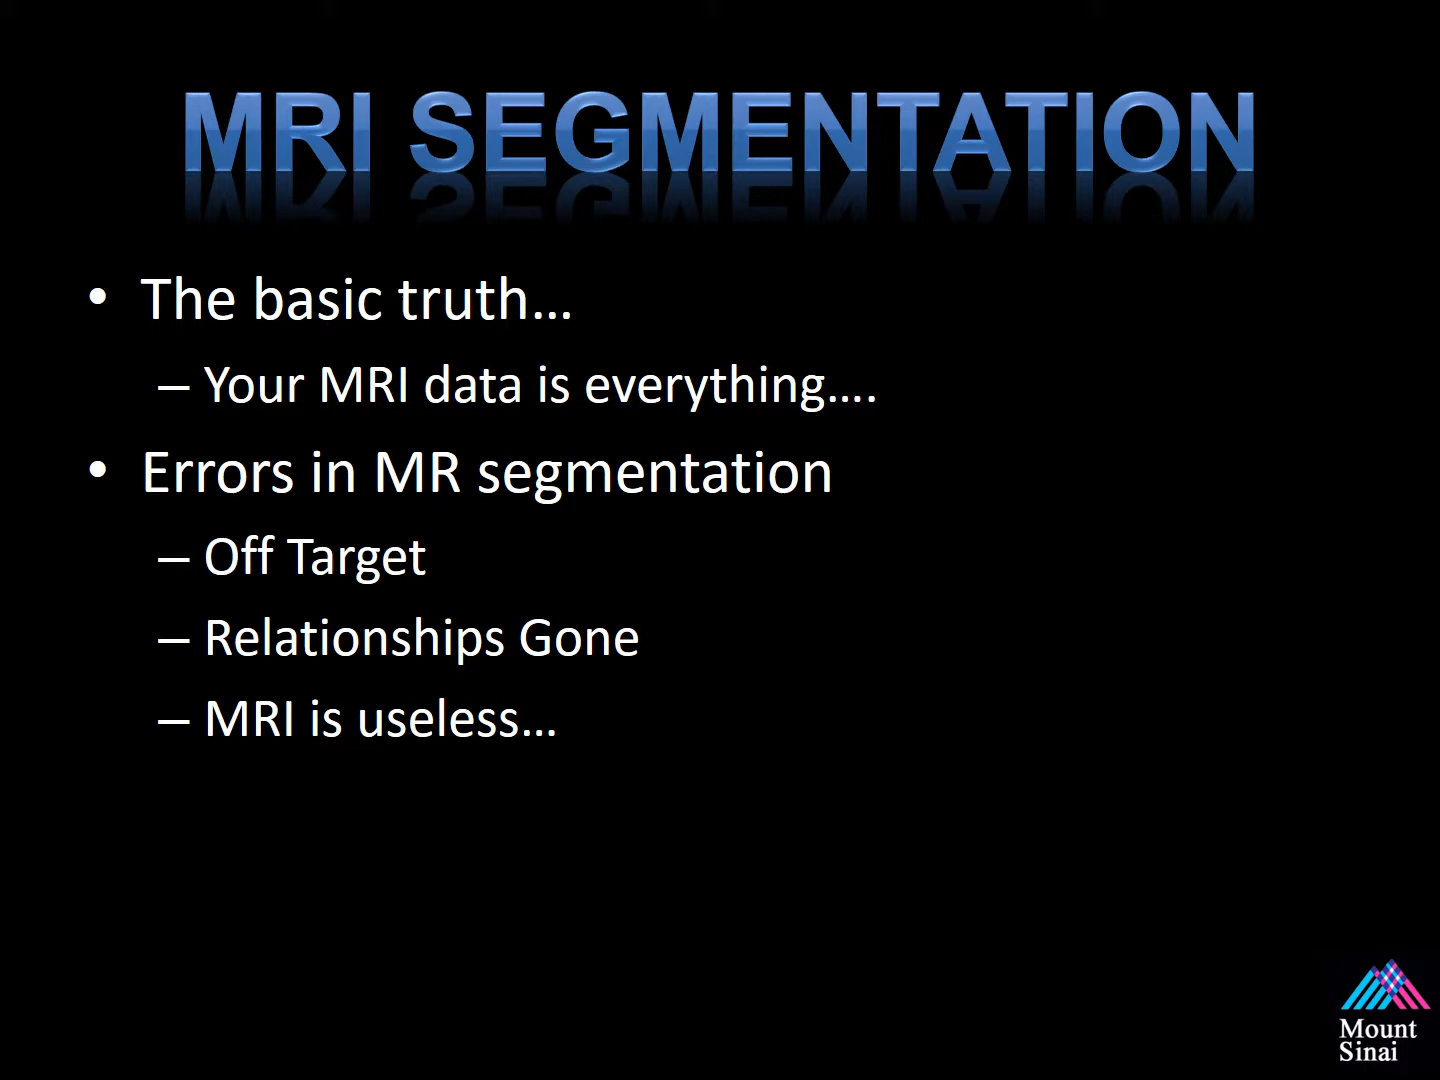 MRI SEGMENTATION
• The basic truth…
– Your MRI data is everything….
• Errors in MR segmentation
– Off Target
– Relationships Gone
– MRI is useless…
Mount
Sinai